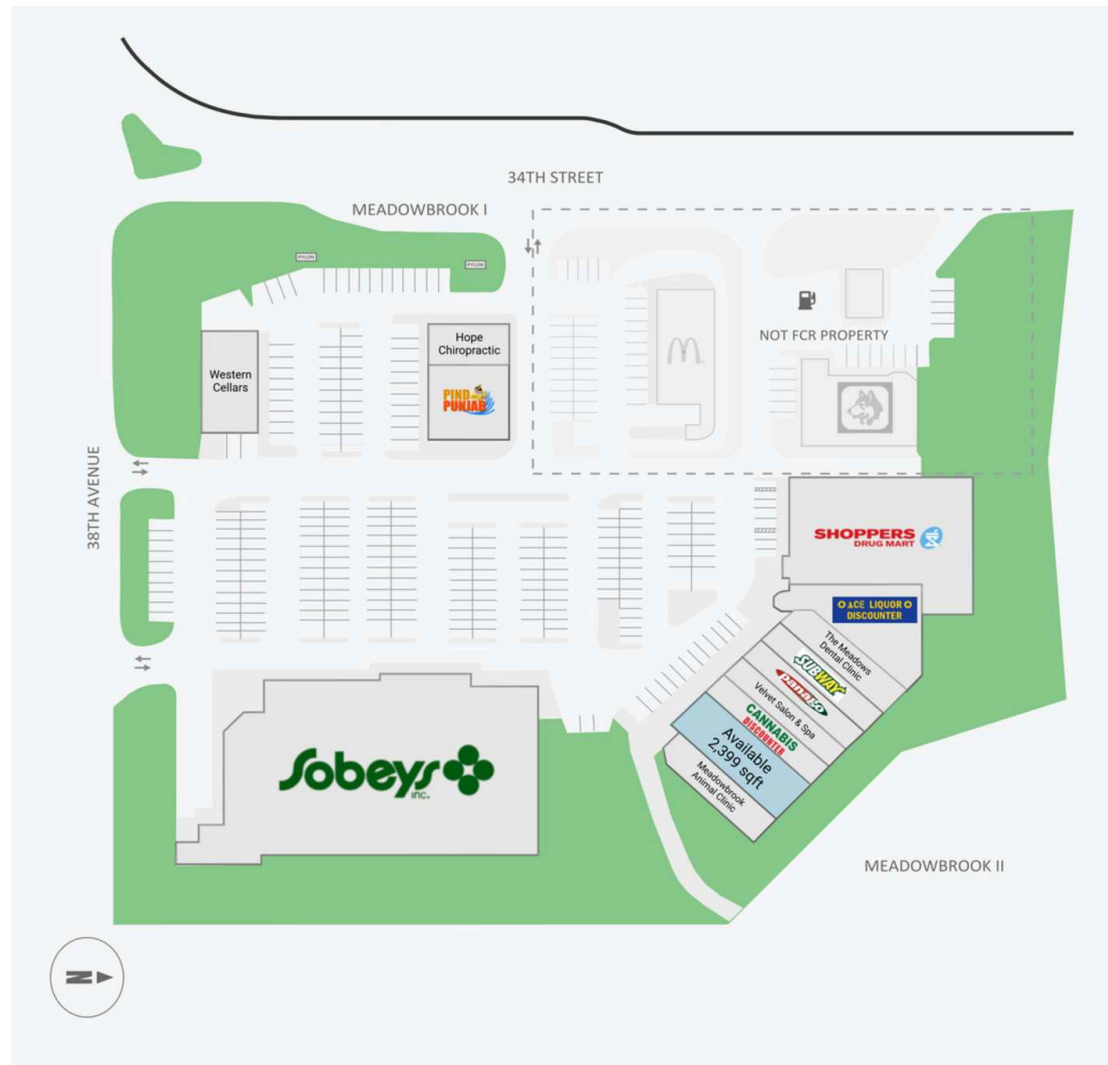 34TH STREET
MEADOWBROOK I
PYLON
PYLON
NOT FCR PROPERTY
Hope
Chiropractic
Western
Cellars
PIND
PUNJAB
38TH AVENUE
SHOPPERS
DRUG MART
ACE LIQUOR
DISCOUNTER
The Meadows
Dental Clinic
SUBWAY
panago
Velvet Salon & Spa
CANNABIS
DISCOUNTER
Available
2,399 sqft
Meadowbrook
Animal Clinic
Sobeys
inc.
MEADOWBROOK II
N